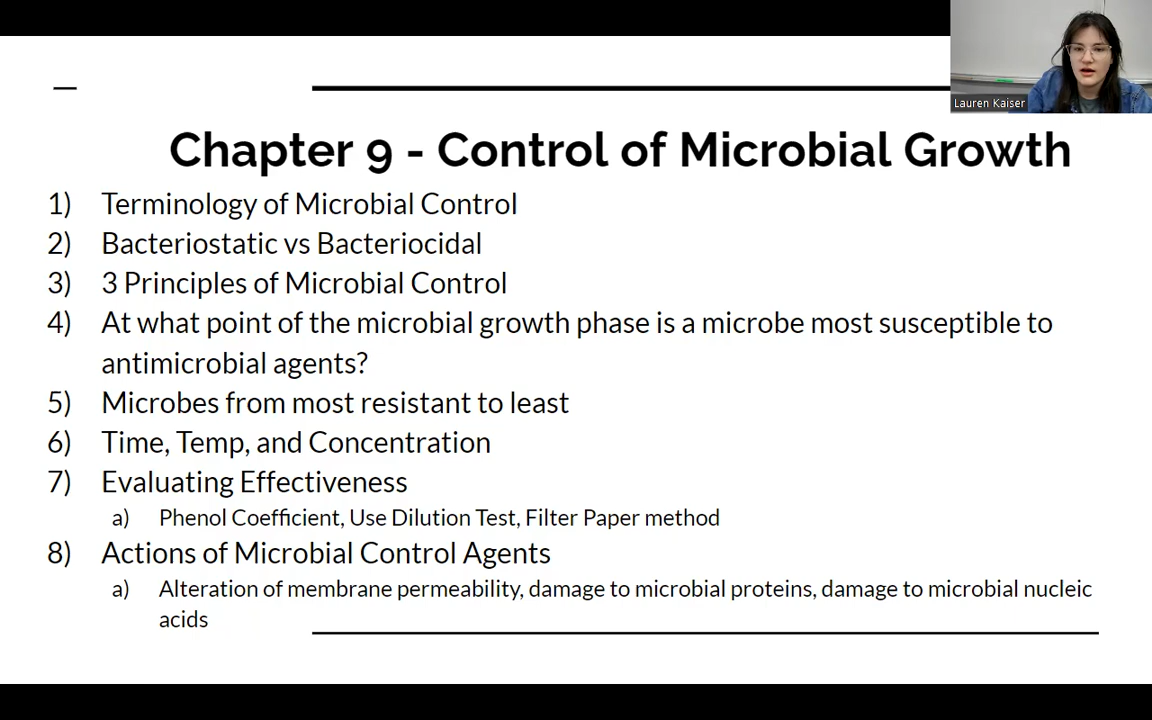 Lauren Kaiser
Chapter 9 - Control of Microbial Growth
1) Terminology of Microbial Control
2) Bacteriostatic vs Bacteriocidal
3) 3 Principles of Microbial Control
4) At what point of the microbial growth phase is a microbe most susceptible to
antimicrobial agents?
5) Microbes from most resistant to least
6) Time, Temp, and Concentration
7) Evaluating Effectiveness
a) Phenol Coefficient, Use Dilution Test, Filter Paper method
8) Actions of Microbial Control Agents
a) Alteration of membrane permeability, damage to microbial proteins, damage to microbial nucleic
acids